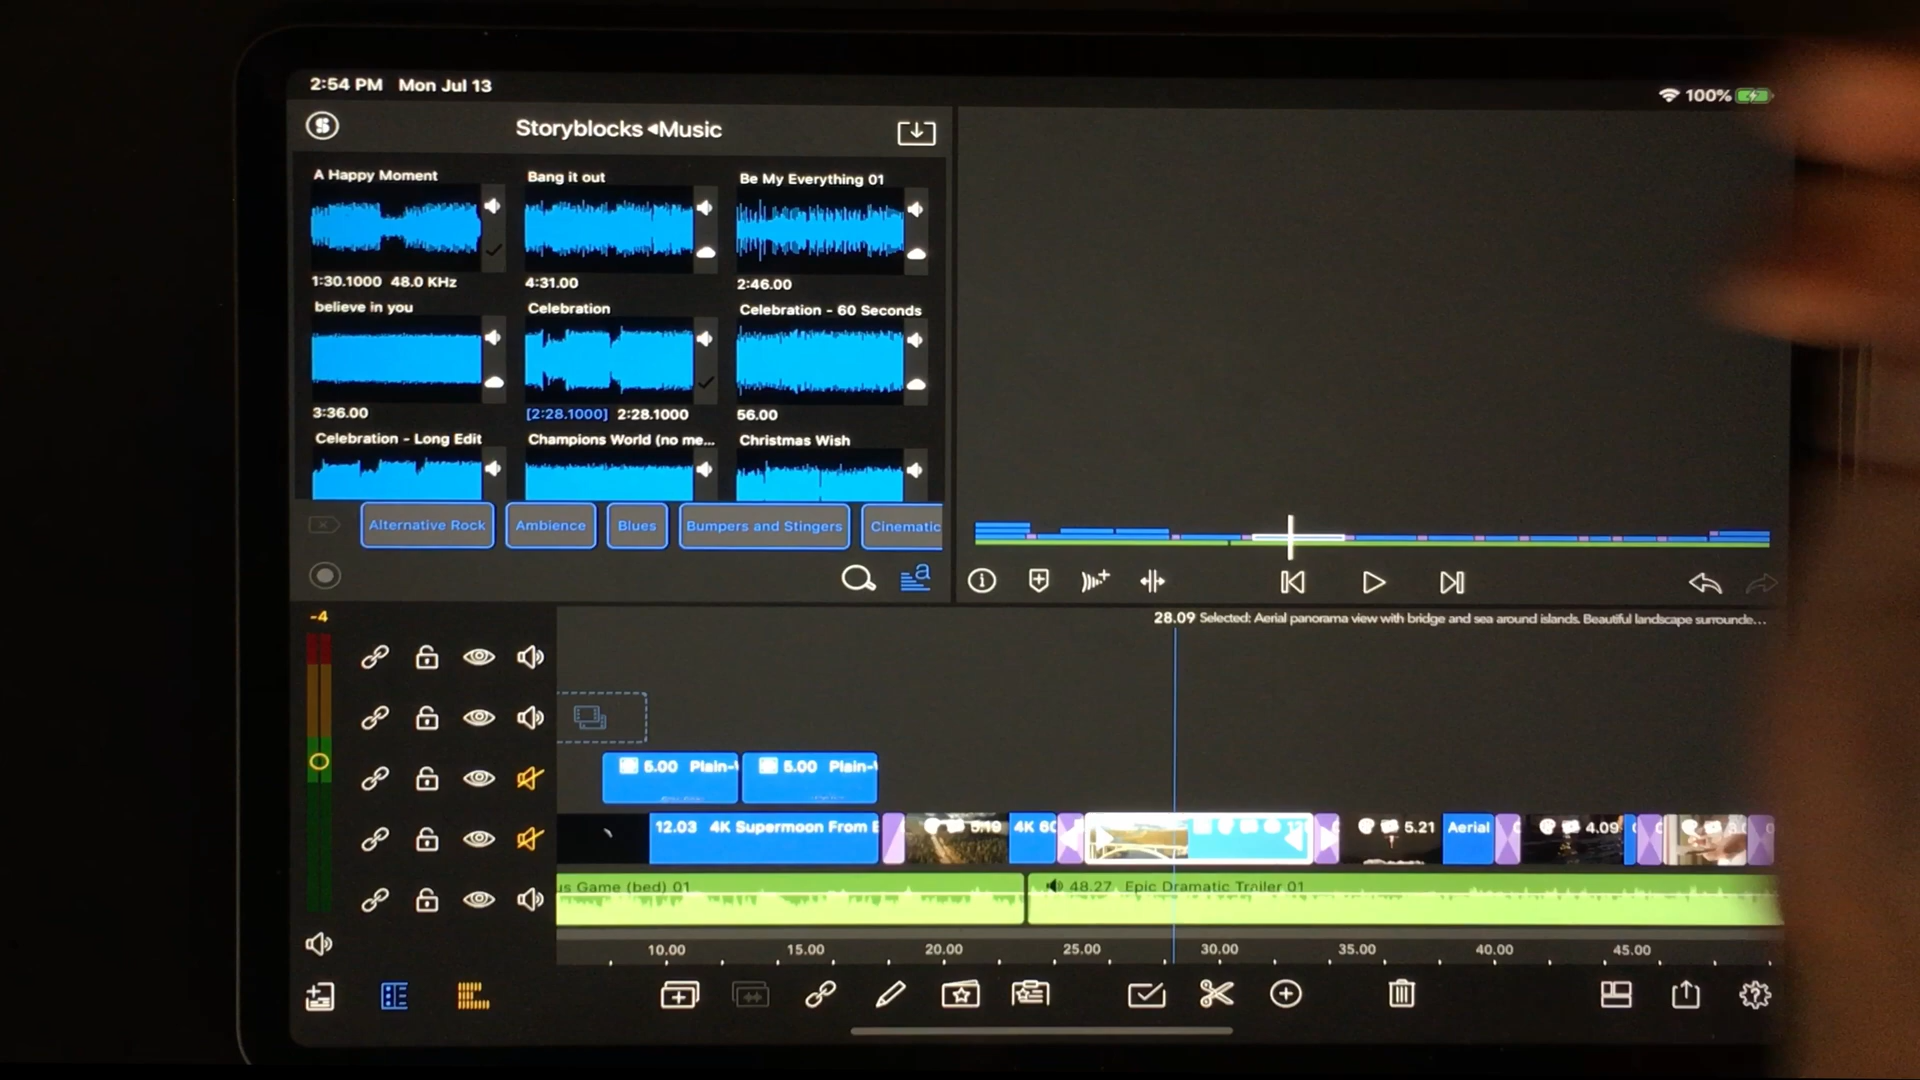 2:54 PM Mon Jul 13
100%
Storyblocks Music
A Happy Moment
Bang it out
Be My Everything 01
1:30.1000 48.0 KHz
4:31.00
2:46.00
believe in you
Celebration
Celebration - 60 Seconds
3:36.00
[2:28.1000] 2:28.1000
56.00
Celebration - Long Edit
Champions World (no me...
Christmas Wish
Alternative Rock
Ambience
Blues
Bumpers and Stingers
Cinematic
-4
28.09 Selected: Aerial panorama view with bridge and sea around islands. Beautiful landscape surrounde...
5.00 Plain-
5.00 Plain-
12.03 4K Supermoon From E
5.10
4K 60
5.21
Aerial
4.09
us Game (bed) 01
48.27 Epic Dramatic Trailer 01
10.00
15.00
20.00
25.00
30.00
35.00
40.00
45.00